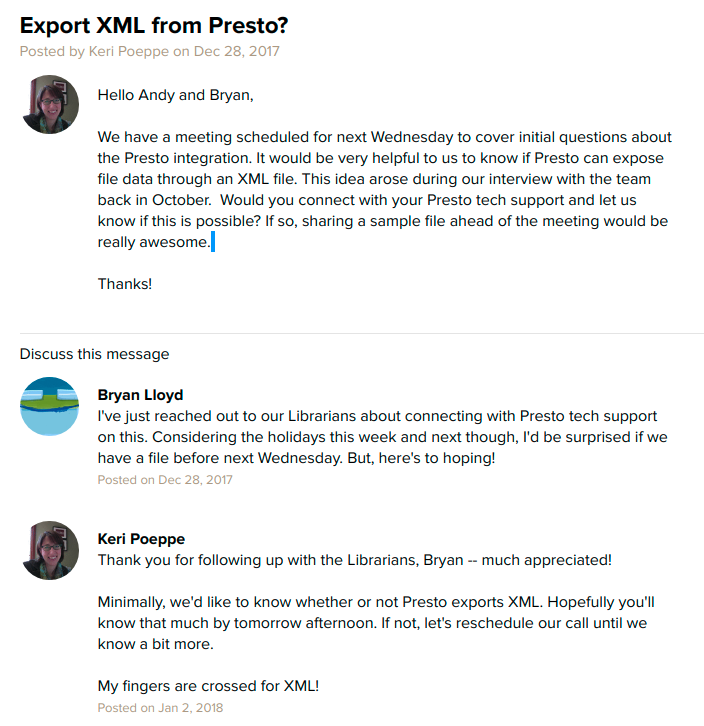 Export XML from Presto?
Posted by Keri Poeppe on Dec 28, 2017
Hello Andy and Bryan,
We have a meeting scheduled for next Wednesday to cover initial questions about
the Presto integration. It would be very helpful to us to know if Presto can expose
file data through an XML file. This idea arose during our interview with the team
back in October.  Would you connect with your Presto tech support and let us
know if this is possible? If so, sharing a sample file ahead of the meeting would be
really awesome.
Thanks!
Discuss this message
Bryan Lloyd
I've just reached out to our Librarians about connecting with Presto tech support
on this. Considering the holidays this week and next though, I'd be surprised if we
have a file before next Wednesday. But, here's to hoping!
Posted on Dec 28, 2017
Keri Poeppe
Thank you for following up with the Librarians, Bryan -- much appreciated!
Minimally, we'd like to know whether or not Presto exports XML. Hopefully you'll
know that much by tomorrow afternoon. If not, let's reschedule our call until we
know a bit more.
My fingers are crossed for XML!
Posted on Jan 2, 2018